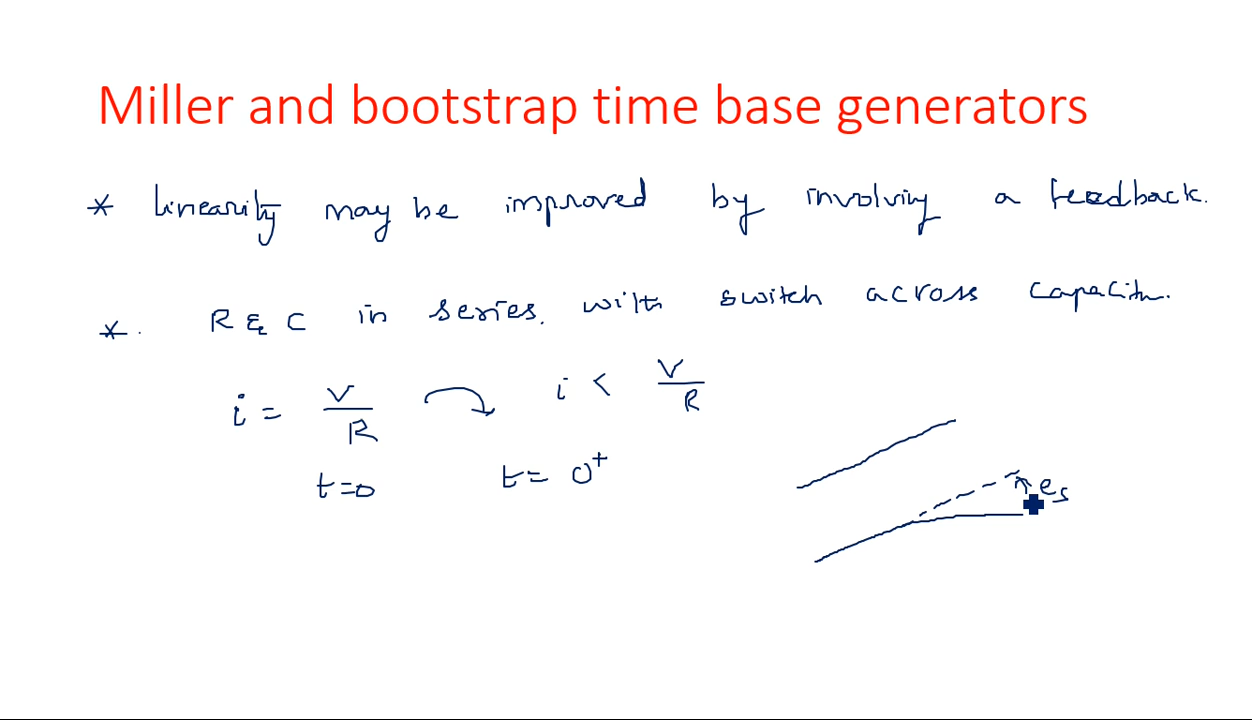 Miller and bootstrap time base generators
* Linearity may be improved by involving a feedback.
*. R & C in series. with switch across
i = V/R i < V/R
t=0 t= 0⁺
es